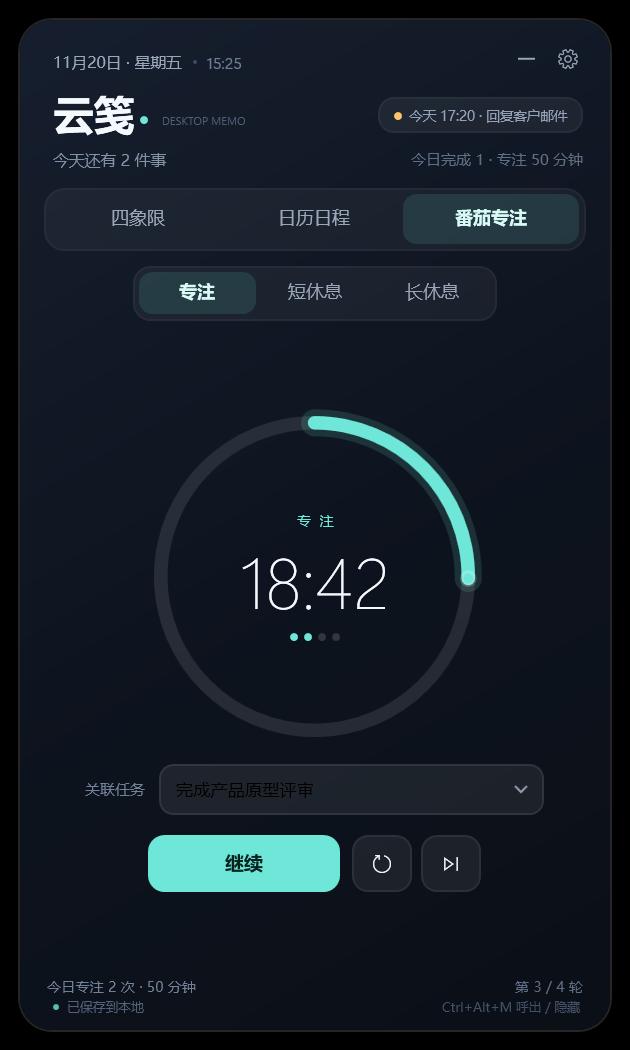 11月20日 · 星期五 • 15:25
云笺 DESKTOP MEMO
今天 17:20 · 回复客户邮件
今天还有 2 件事
今日完成 1 · 专注 50 分钟
四象限 日历日程 番茄专注
专注 短休息 长休息
专注
18:42
关联任务 完成产品原型评审
继续
今日专注 2 次 · 50 分钟
第 3 / 4 轮
已保存到本地
Ctrl+Alt+M 呼出 / 隐藏